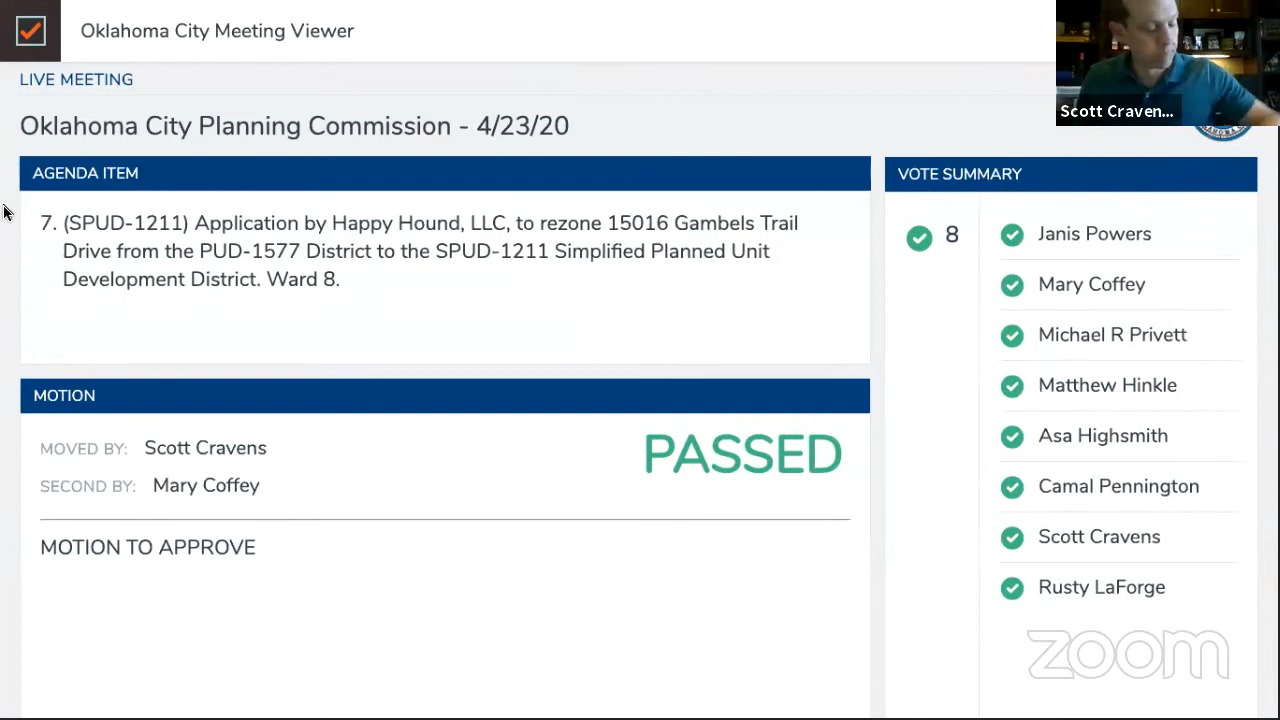 Oklahoma City Meeting Viewer
LIVE MEETING
Oklahoma City Planning Commission - 4/23/20
Scott Craven...
AGENDA ITEM
7. (SPUD-1211) Application by Happy Hound, LLC, to rezone 15016 Gambels Trail
Drive from the PUD-1577 District to the SPUD-1211 Simplified Planned Unit
Development District. Ward 8.
MOTION
MOVED BY: Scott Cravens
SECOND BY: Mary Coffey
PASSED
MOTION TO APPROVE
VOTE SUMMARY
8
Janis Powers
Mary Coffey
Michael R Privett
Matthew Hinkle
Asa Highsmith
Camal Pennington
Scott Cravens
Rusty LaForge
zoom